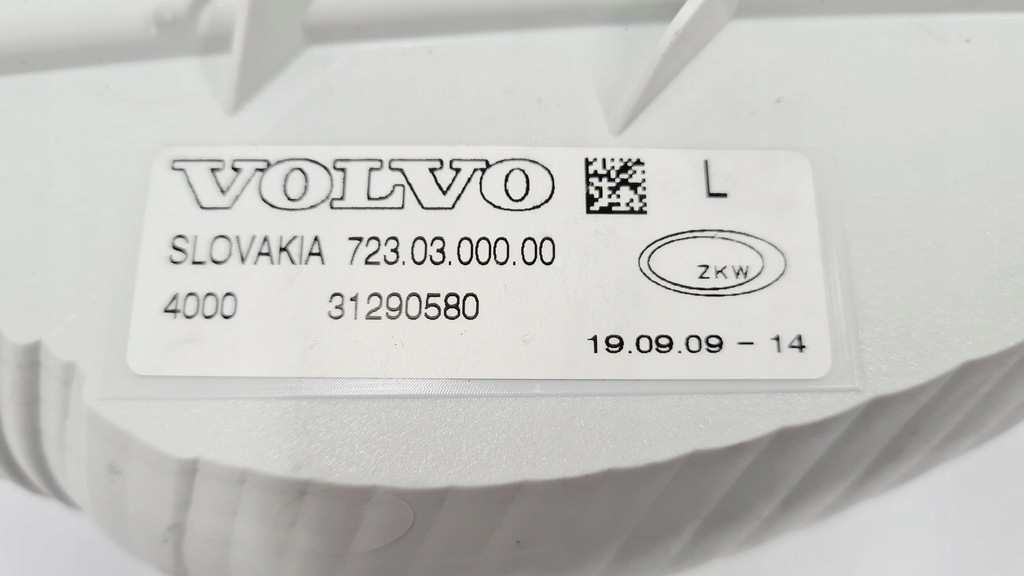 VOLVO L
SLOVAKIA 723.03.000.00
ZKW
4000 31290580
19.09.09 - 14